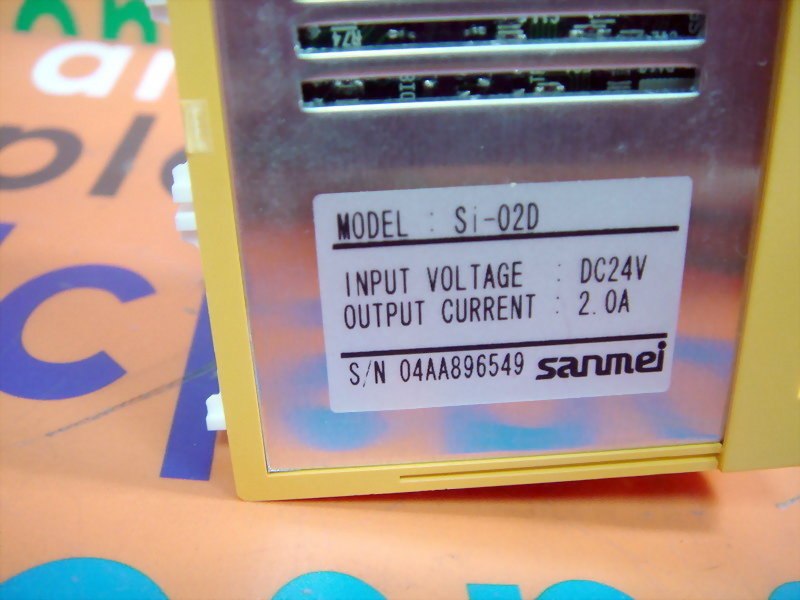 MODEL : Si-02D
INPUT VOLTAGE : DC24V
OUTPUT CURRENT : 2.0A
S/N 04AA896549 sanmei